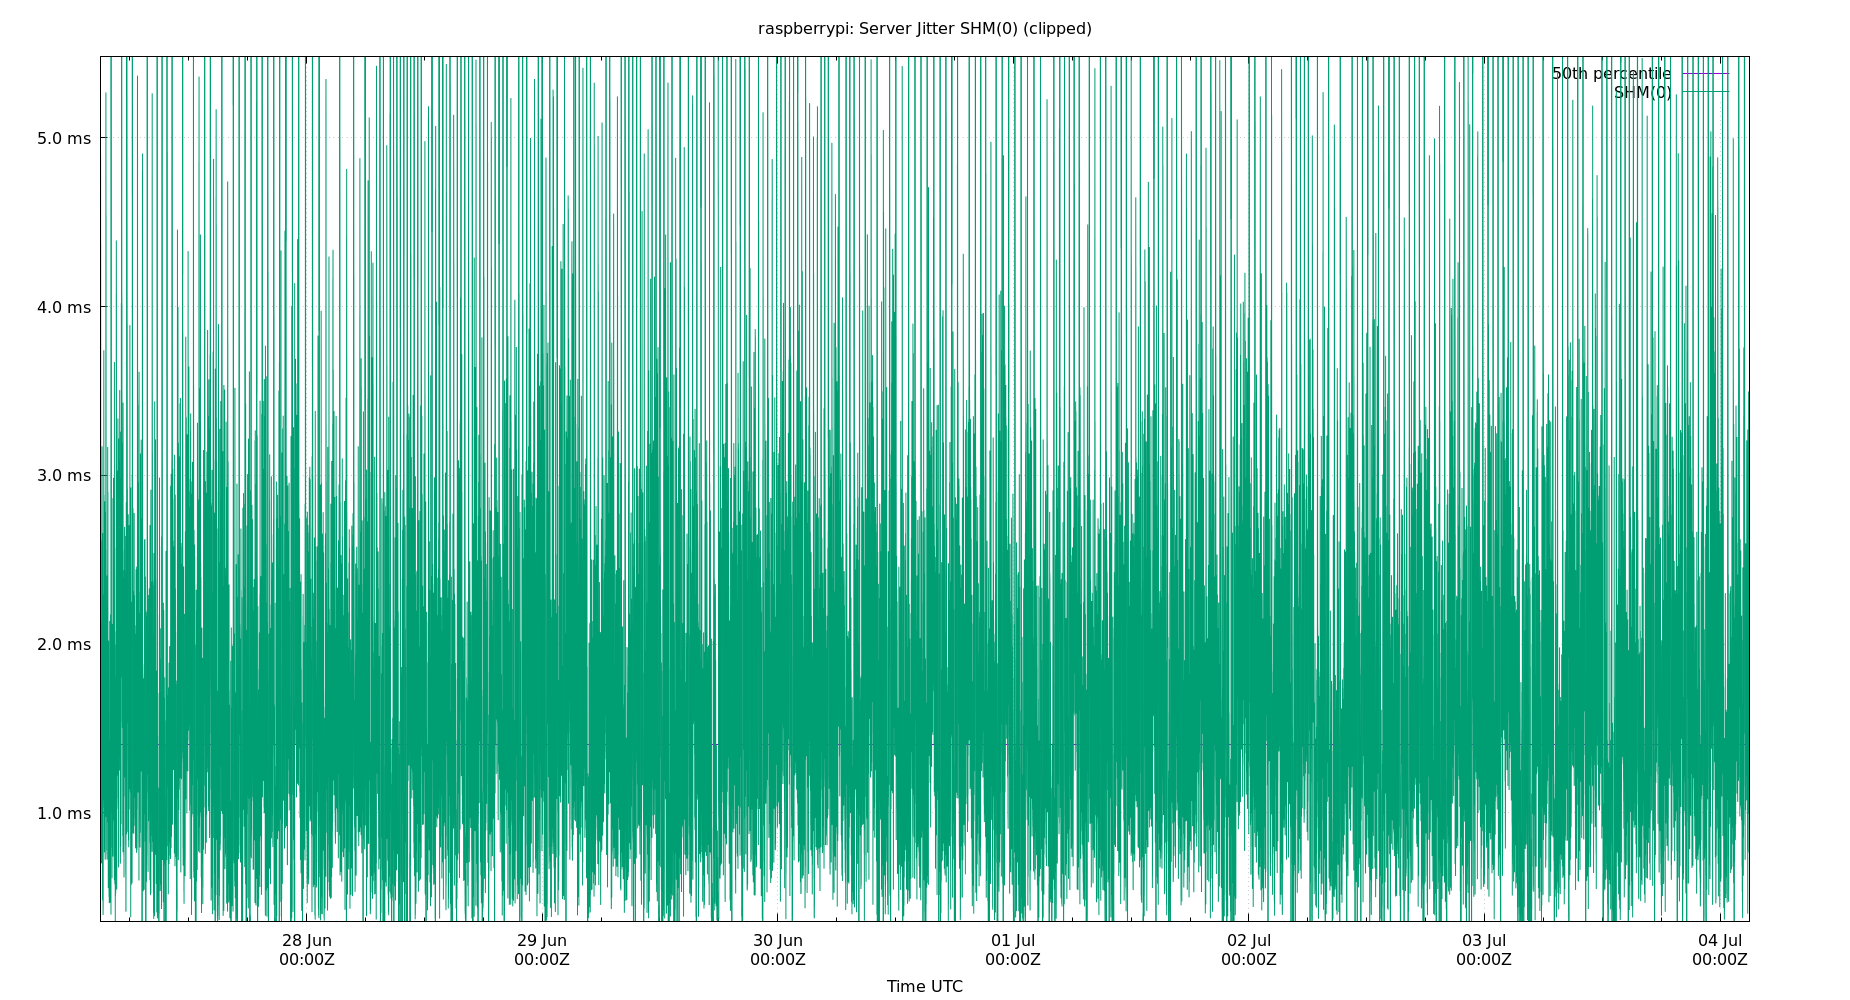 raspberrypi: Server Jitter SHM(0) (clipped)
50th percentile
SHM(0)
5.0 ms
4.0 ms
3.0 ms
2.0 ms
1.0 ms
28 Jun 29 Jun 30 Jun 01 Jul 02 Jul 03 Jul 04 Jul
00:00Z 00:00Z 00:00Z 00:00Z 00:00Z 00:00Z 00:00Z
Time UTC